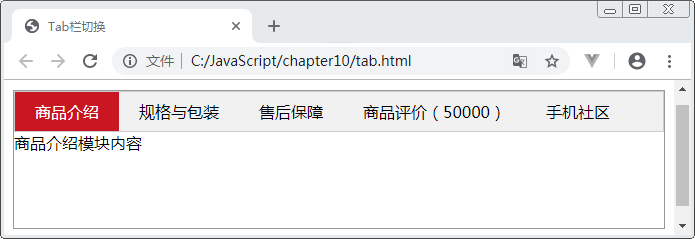 Tab栏切换
文件 C:/JavaScript/chapter10/tab.html
商品介绍 规格与包装 售后保障 商品评价（50000） 手机社区
商品介绍模块内容